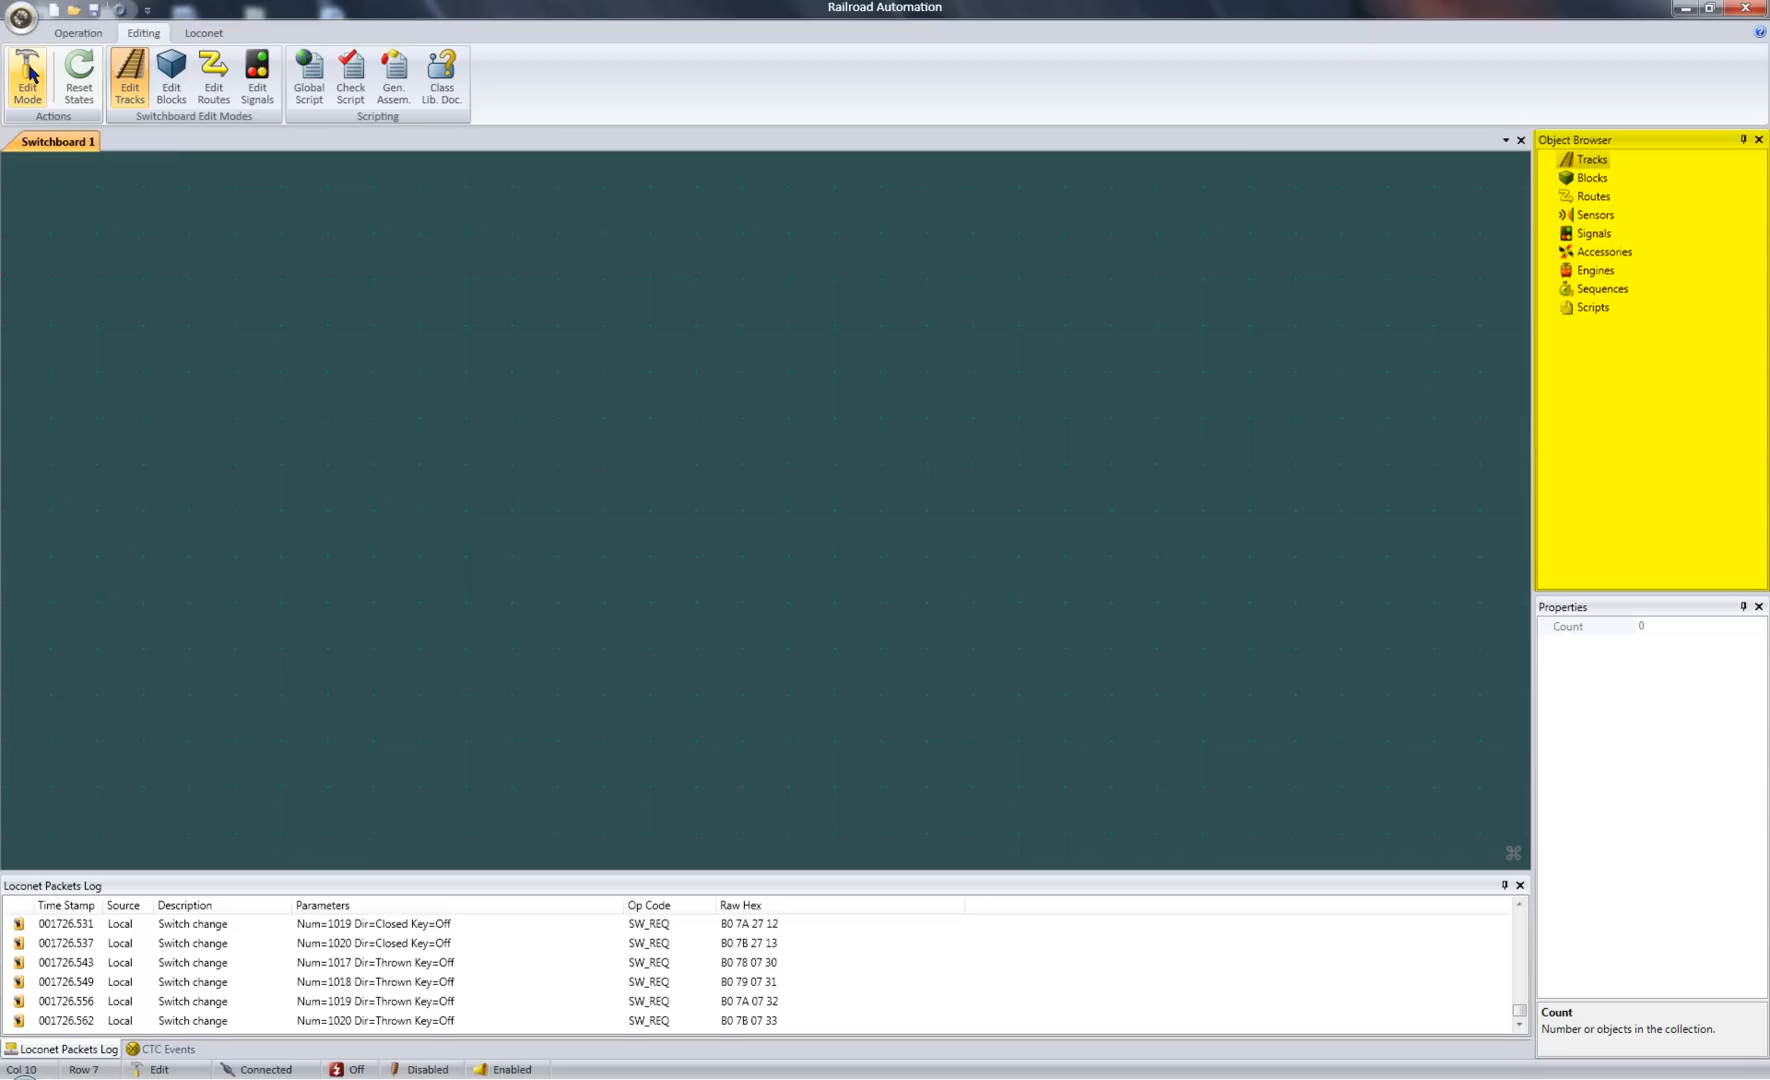 Railroad Automation
Operation Editing Loconet
Edit Mode
Reset States
Edit Tracks
Edit Blocks
Edit Routes
Edit Signals
Global Script
Check Script
Gen. Assem.
Class Lib. Doc.
Actions Switchboard Edit Modes Scripting
Switchboard 1
Object Browser
Tracks
Blocks
Routes
Sensors
Signals
Accessories
Engines
Sequences
Scripts
Properties
Count 0
Loconet Packets Log
Time Stamp Source Description Parameters Op Code Raw Hex
001726.531 Local Switch change Num=1019 Dir=Closed Key=Off SW_REQ B0 7A 27 12
001726.537 Local Switch change Num=1020 Dir=Closed Key=Off SW_REQ B0 7B 27 13
001726.543 Local Switch change Num=1017 Dir=Thrown Key=Off SW_REQ B0 78 07 30
001726.549 Local Switch change Num=1018 Dir=Thrown Key=Off SW_REQ B0 79 07 31
001726.556 Local Switch change Num=1019 Dir=Thrown Key=Off SW_REQ B0 7A 07 32
001726.562 Local Switch change Num=1020 Dir=Thrown Key=Off SW_REQ B0 7B 07 33
Count
Number or objects in the collection.
Loconet Packets Log CTC Events
Col 10 Row 7 Edit Connected Off Disabled Enabled